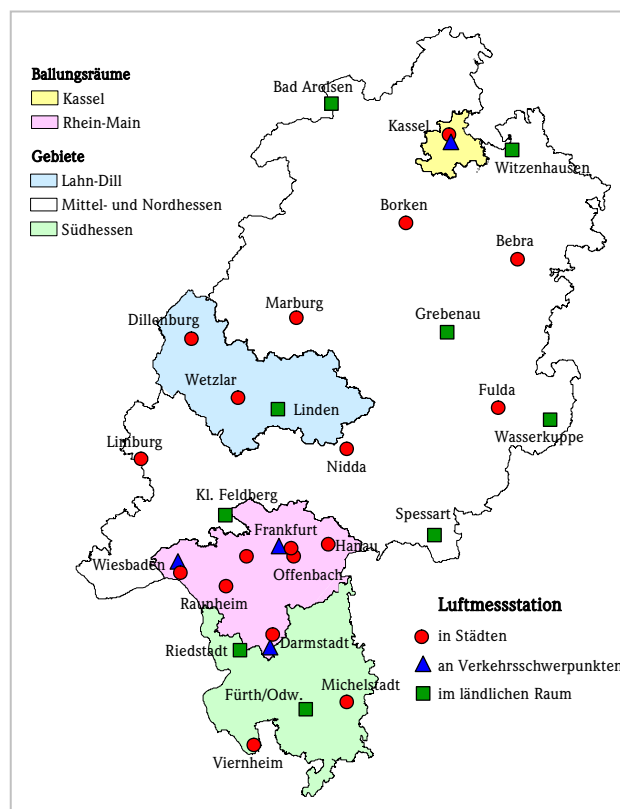 Ballungsräume
Kassel
Rhein-Main
Gebiete
Lahn-Dill
Mittel- und Nordhessen
Südhessen
Bad Arolsen
Kassel
Witzenhausen
Borken
Bebra
Marburg
Grebenau
Dillenburg
Wetzlar
Linden
Fulda
Wasserkuppe
Limburg
Nidda
Kl. Feldberg
Spessart
Frankfurt
Hanau
Wiesbaden
Offenbach
Raunheim
Luftmessstation
in Städten
Riedstadt
Darmstadt
an Verkehrsschwerpunkten
Fürth/Odw.
Michelstadt
im ländlichen Raum
Viernheim